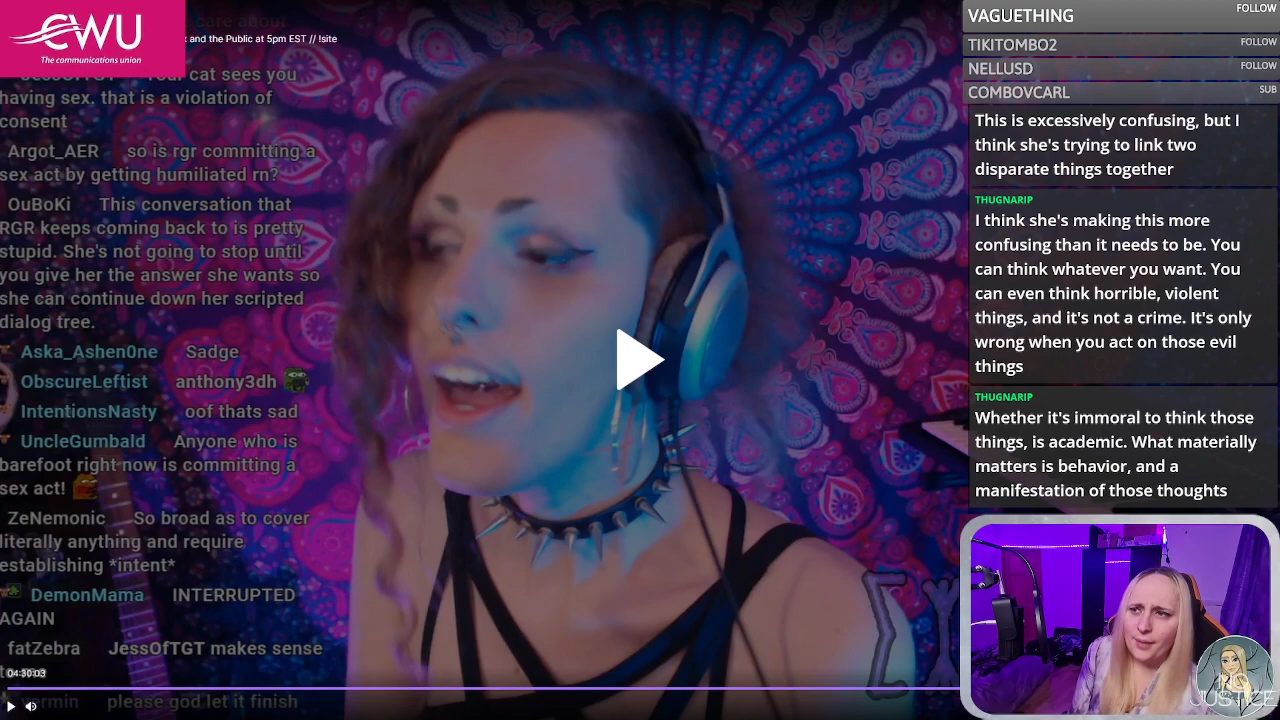 care about
CWU
The communications union
and the Public at 5pm EST // !site
JessOfTGT Your cat sees you
having sex. that is a violation of
consent
Argot_AER so is rgr committing a
sex act by getting humiliated rn?
OuBoKi This conversation that
RGR keeps coming back to is pretty
stupid. She's not going to stop until
you give her the answer she wants so
she can continue down her scripted
dialog tree.
Aska_Ashen0ne Sadge
ObscureLeftist anthony3dh
IntentionsNasty oof thats sad
UncleGumbald Anyone who is
barefoot right now is committing a
sex act!
ZeNemonic So broad as to cover
literally anything and require
establishing *intent*
DemonMama INTERRUPTED
AGAIN
fatZebra JessOfTGT makes sense
04:30:03
please god let it finish
VAGUETHING FOLLOW
TIKITOMBO2 FOLLOW
NELLUSD FOLLOW
COMBOVCARL SUB
This is excessively confusing, but I
think she's trying to link two
disparate things together
THUGNARIP
I think she's making this more
confusing than it needs to be. You
can think whatever you want. You
can even think horrible, violent
things, and it's not a crime. It's only
wrong when you act on those evil
things
THUGNARIP
Whether it's immoral to think those
things, is academic. What materially
matters is behavior, and a
manifestation of those thoughts
JUSTICE